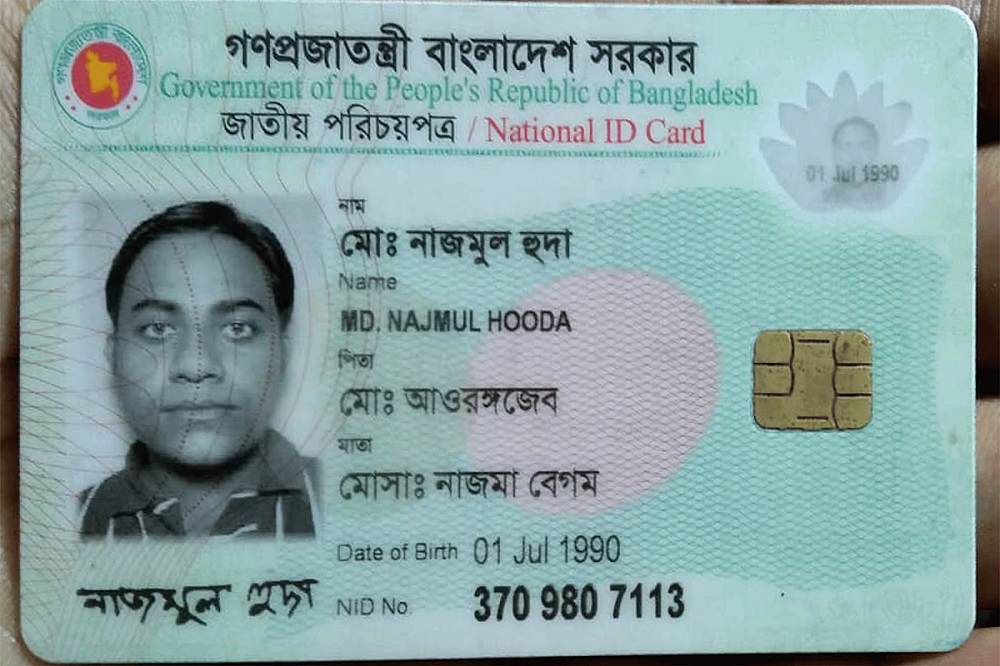 গণপ্রজাতন্ত্রী বাংলাদেশ সরকার
Government of the People's Republic of Bangladesh
জাতীয় পরিচয়পত্র / National ID Card
01 Jul 1990
নাম
মোঃ নাজমুল হুদা
Name
MD. NAJMUL HOODA
পিতা
মোঃ আওরঙ্গজেব
মাতা
মোসাঃ নাজমা বেগম
Date of Birth 01 Jul 1990
নাজমুল হুদা
NID No. 370 980 7113